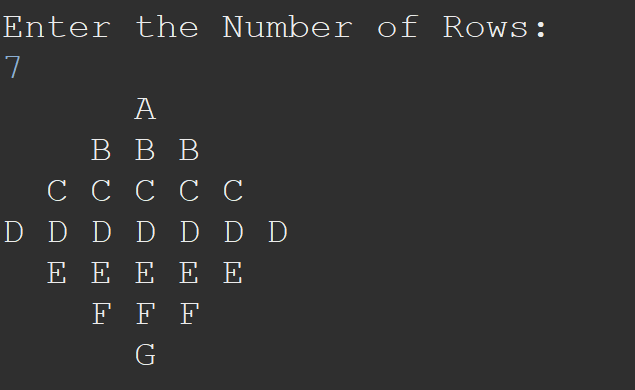 Enter the Number of Rows:
7
      A
    B B B
  C C C C C
D D D D D D D
  E E E E E
    F F F
      G